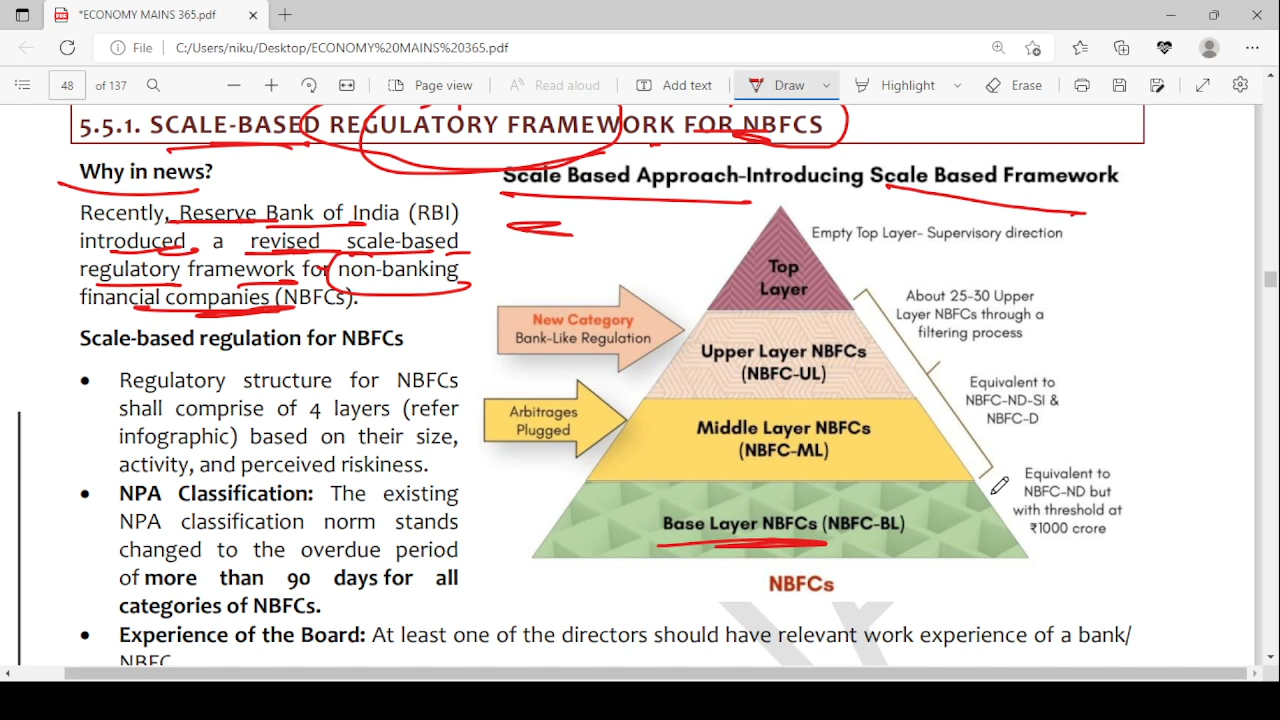 *ECONOMY MAINS 365.pdf
File
C:/Users/niku/Desktop/ECONOMY%20MAINS%20365.pdf
48 of 137
Page view
Read aloud
Add text
Draw
Highlight
Erase
5.5.1. SCALE-BASED REGULATORY FRAMEWORK FOR NBFCS
Why in news?
Recently, Reserve Bank of India (RBI)
introduced a revised scale-based
regulatory framework for non-banking
financial companies (NBFCs).
Scale-based regulation for NBFCs
• Regulatory structure for NBFCs
shall comprise of 4 layers (refer
infographic) based on their size,
activity, and perceived riskiness.
• NPA Classification: The existing
NPA classification norm stands
changed to the overdue period
of more than 90 days for all
categories of NBFCs.
• Experience of the Board: At least one of the directors should have relevant work experience of a bank/
NBFC
Scale Based Approach-Introducing Scale Based Framework
Empty Top Layer- Supervisory direction
Top
Layer
About 25-30 Upper
Layer NBFCs through a
filtering process
New Category
Bank-Like Regulation
Upper Layer NBFCs
(NBFC-UL)
Equivalent to
NBFC-ND-SI &
NBFC-D
Arbitrages
Plugged
Middle Layer NBFCs
(NBFC-ML)
Equivalent to
NBFC-ND but
with threshold at
₹1000 crore
Base Layer NBFCs (NBFC-BL)
NBFCs